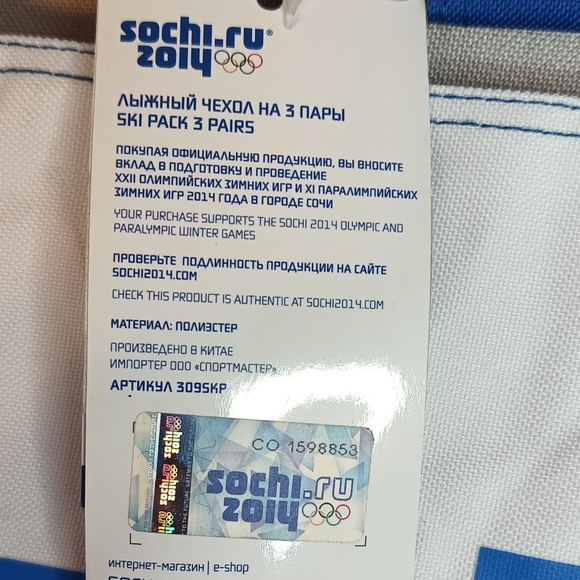 sochi.ru®
2014
ЛЫЖНЫЙ ЧЕХОЛ НА 3 ПАРЫ
SKI PACK 3 PAIRS
ПОКУПАЯ ОФИЦИАЛЬНУЮ ПРОДУКЦИЮ, ВЫ ВНОСИТЕ
ВКЛАД В ПОДГОТОВКУ И ПРОВЕДЕНИЕ
XXII ОЛИМПИЙСКИХ ЗИМНИХ ИГР И XI ПАРАЛИМПИЙСКИХ
ЗИМНИХ ИГР 2014 ГОДА В ГОРОДЕ СОЧИ
YOUR PURCHASE SUPPORTS THE SOCHI 2014 OLYMPIC AND
PARALYMPIC WINTER GAMES
ПРОВЕРЬТЕ ПОДЛИННОСТЬ ПРОДУКЦИИ НА САЙТЕ
SOCHI2014.COM
CHECK THIS PRODUCT IS AUTHENTIC AT SOCHI2014.COM
МАТЕРИАЛ: ПОЛИЭСТЕР
ПРОИЗВЕДЕНО В КИТАЕ
ИМПОРТЕР ООО «СПОРТМАСТЕР»
АРТИКУЛ 3095KP
CO 1598853
sochi.ru
2014
интернет-магазин | e-shop